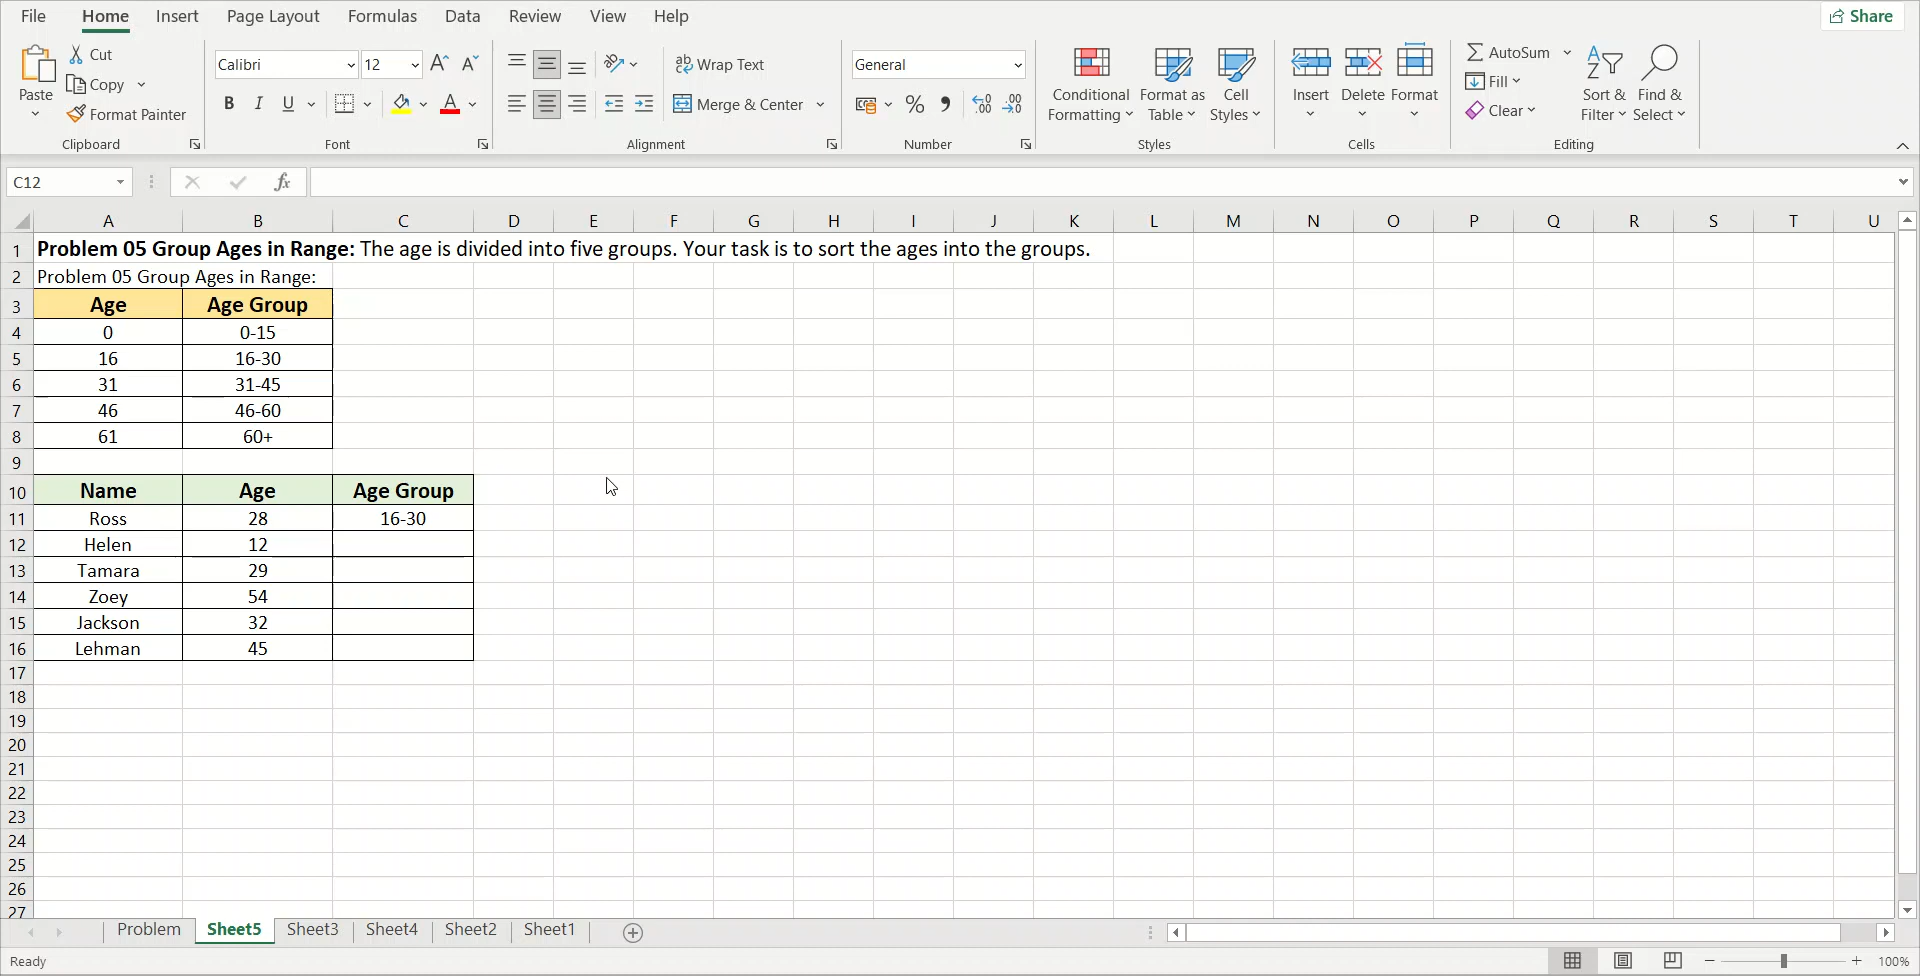 File Home Insert Page Layout Formulas Data Review View Help Share
Paste Cut Copy Format Painter Clipboard
Calibri 12 A A B I U A Font
ab Wrap Text Merge & Center Alignment
General % 9 .0 .00 .00 .0 Number
Conditional Formatting Format as Table Cell Styles Styles
Insert Delete Format Cells
AutoSum Fill Clear Sort & Filter Find & Select Editing
C12 fx
A B C D E F G H I J K L M N O P Q R S T U
1 Problem 05 Group Ages in Range: The age is divided into five groups. Your task is to sort the ages into the groups.
2 Problem 05 Group Ages in Range:
3 Age Age Group
4 0 0-15
5 16 16-30
6 31 31-45
7 46 46-60
8 61 60+
9
10 Name Age Age Group
11 Ross 28 16-30
12 Helen 12
13 Tamara 29
14 Zoey 54
15 Jackson 32
16 Lehman 45
17
18
19
20
21
22
23
24
25
26
27
Problem Sheet5 Sheet3 Sheet4 Sheet2 Sheet1
Ready 100%